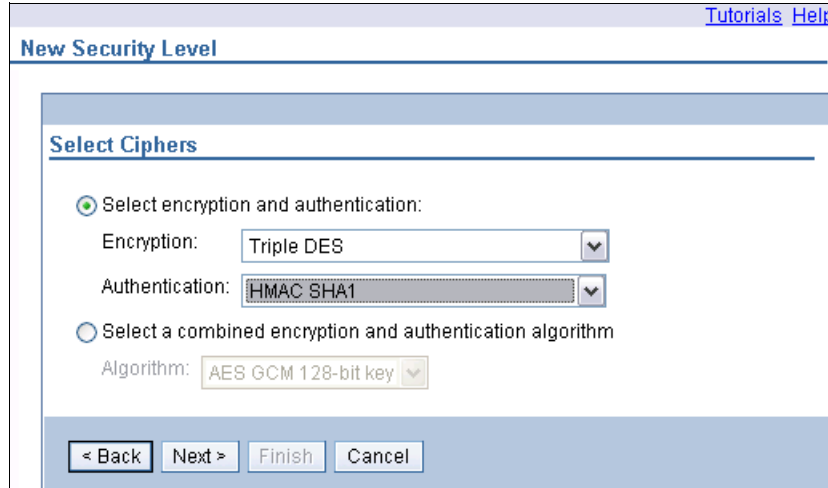 Tutorials Help
New Security Level
Select Ciphers
Select encryption and authentication:
Encryption: Triple DES
Authentication: HMAC SHA1
Select a combined encryption and authentication algorithm
Algorithm: AES GCM 128-bit key
< Back Next > Finish Cancel